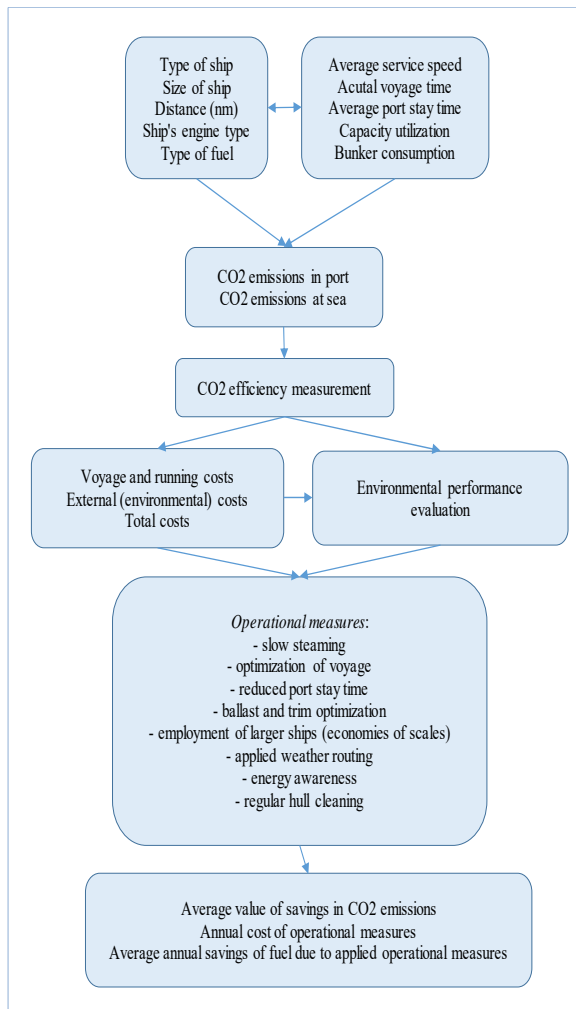 Type of ship
Size of ship
Distance (nm)
Ship's engine type
Type of fuel
Average service speed
Acutal voyage time
Average port stay time
Capacity utilization
Bunker consumption
CO2 emissions in port
CO2 emissions at sea
CO2 efficiency measurement
Voyage and running costs
External (environmental) costs
Total costs
Environmental performance
evaluation
Operational measures:
- slow steaming
- optimization of voyage
- reduced port stay time
- ballast and trim optimization
- employment of larger ships (economies of scales)
- applied weather routing
- energy awareness
- regular hull cleaning
Average value of savings in CO2 emissions
Annual cost of operational measures
Average annual savings of fuel due to applied operational measures